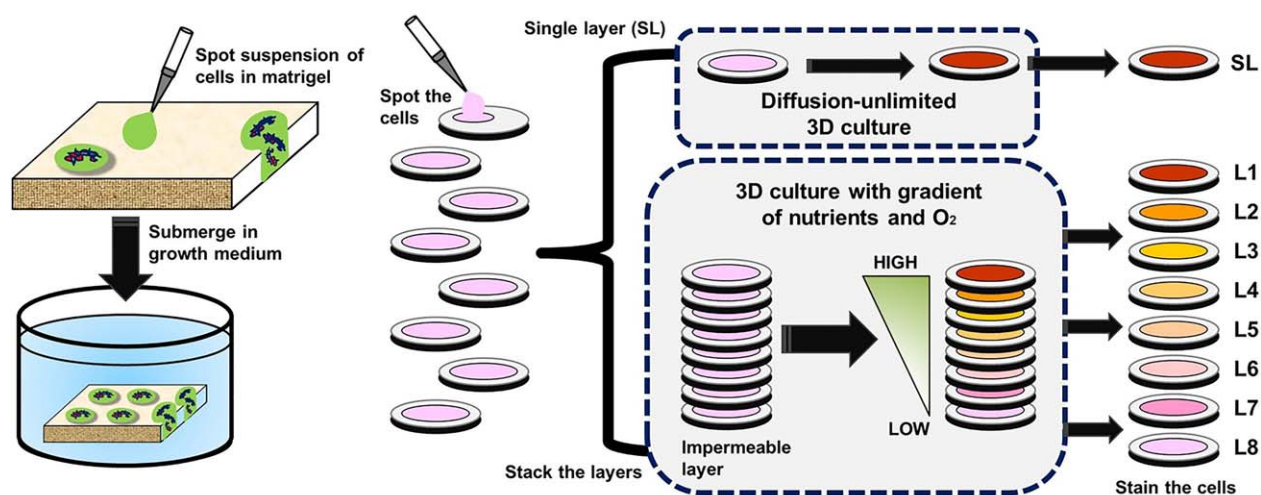 Spot suspension of
cells in matrigel
Submerge in
growth medium
Spot the
cells
Single layer (SL)
Diffusion-unlimited
3D culture
SL
3D culture with gradient
of nutrients and O₂
HIGH
LOW
Impermeable
layer
Stack the layers
L1
L2
L3
L4
L5
L6
L7
L8
Stain the cells